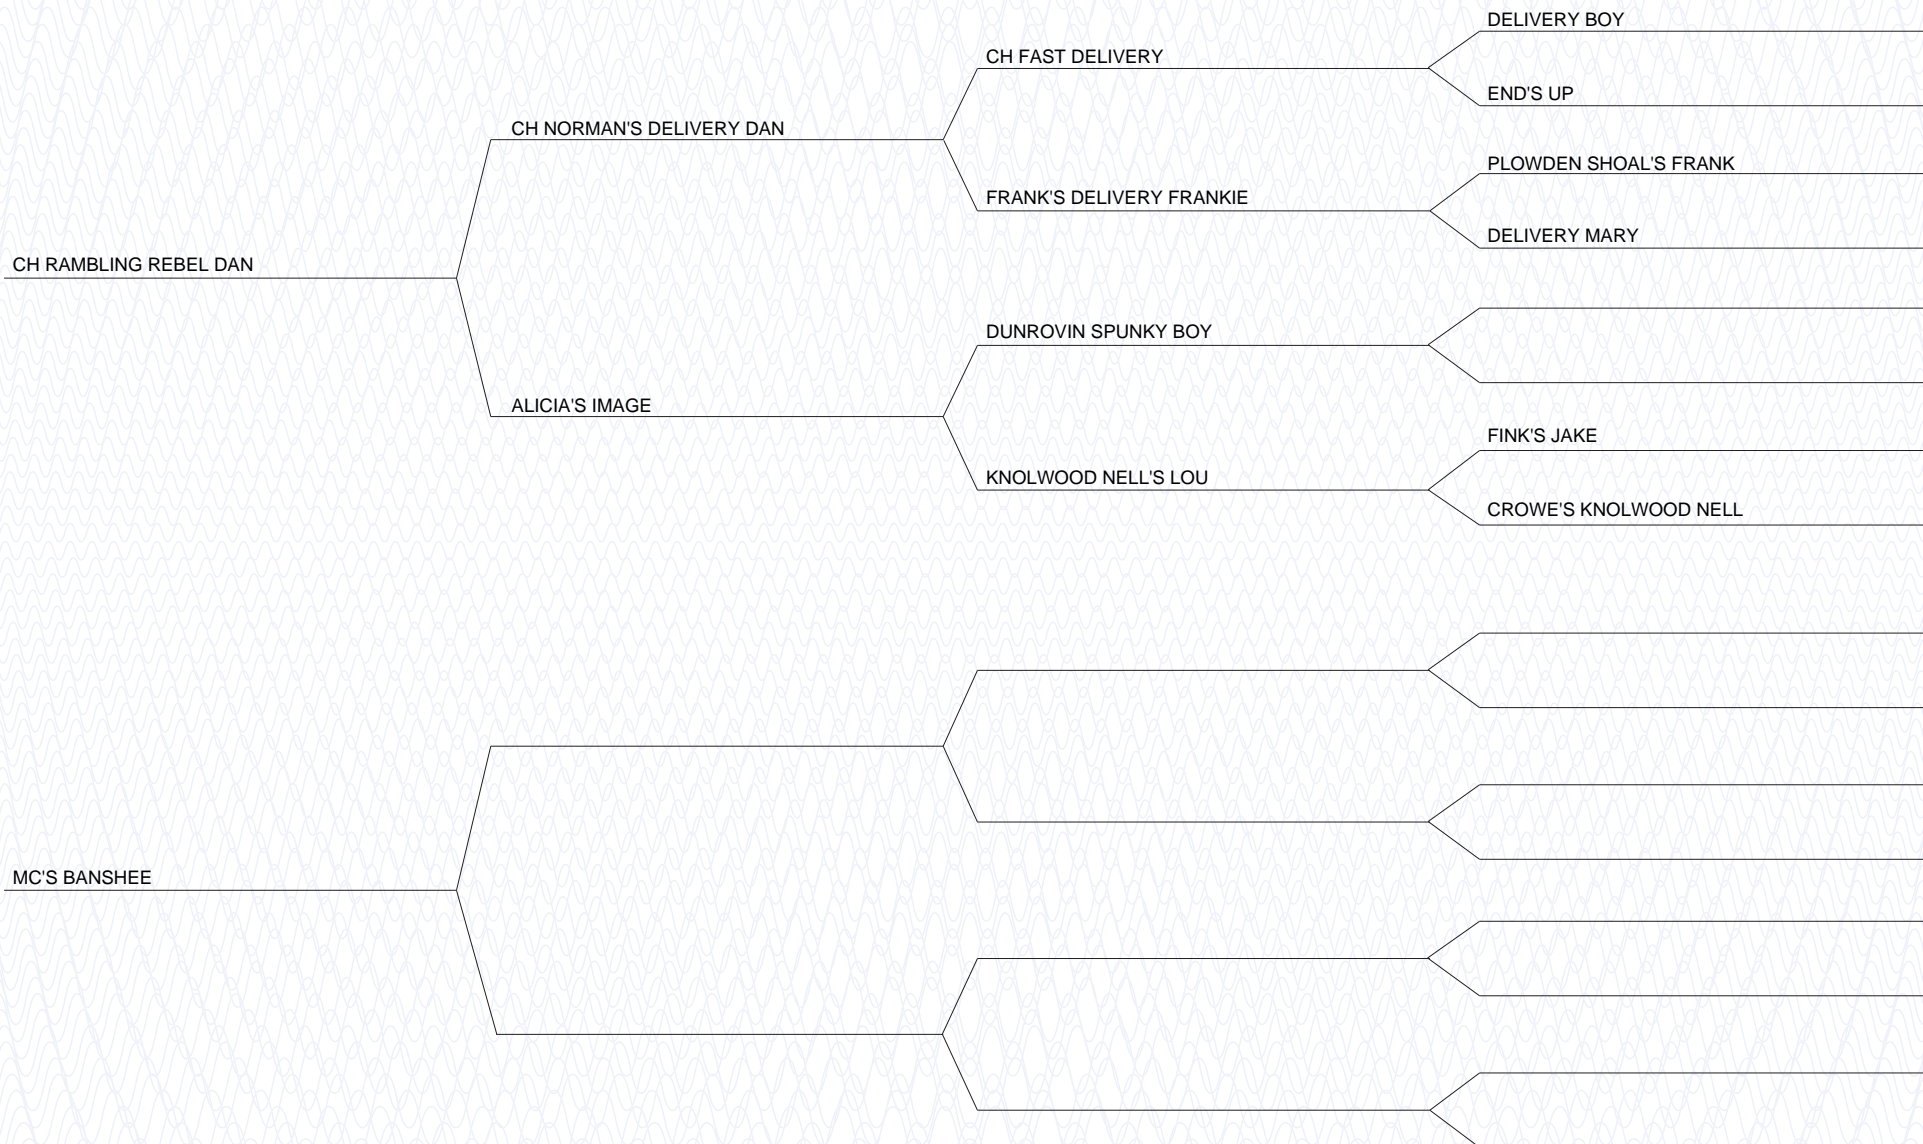 DELIVERY BOY
CH FAST DELIVERY
END'S UP
CH NORMAN'S DELIVERY DAN
PLOWDEN SHOAL'S FRANK
FRANK'S DELIVERY FRANKIE
DELIVERY MARY
CH RAMBLING REBEL DAN
DUNROVIN SPUNKY BOY
ALICIA'S IMAGE
FINK'S JAKE
KNOLWOOD NELL'S LOU
CROWE'S KNOLWOOD NELL
MC'S BANSHEE